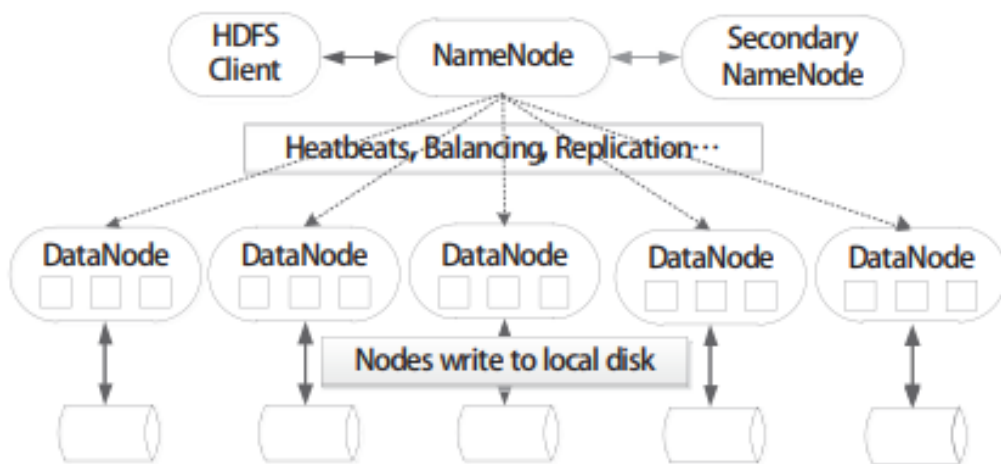 HDFS
Client
NameNode
Secondary
NameNode
Heatbeats, Balancing, Replication···
DataNode
DataNode
DataNode
DataNode
DataNode
Nodes write to local disk